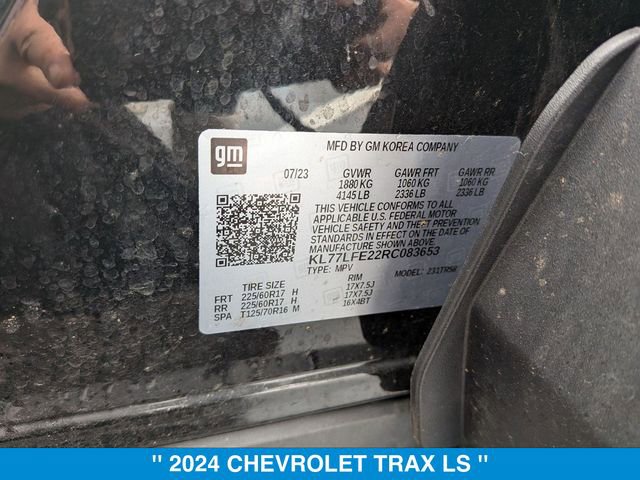 gm
MFD BY GM KOREA COMPANY
07/23 GVWR GAWR FRT GAWR RR
1880 KG 1060 KG 1060 KG
4145 LB 2336 LB 2336 LB
THIS VEHICLE CONFORMS TO ALL
APPLICABLE U.S. FEDERAL MOTOR
VEHICLE SAFETY AND THEFT PREVENTION
STANDARDS IN EFFECT ON THE DATE OF
MANUFACTURE SHOWN ABOVE.
KL77LFE22RC083653
TYPE: MPV MODEL: 231TR58
TIRE SIZE RIM
FRT 225/60R17 H 17X7.5J
RR 225/60R17 H 17X7.5J
SPA T125/70R16 M 16X4BT
" 2024 CHEVROLET TRAX LS "